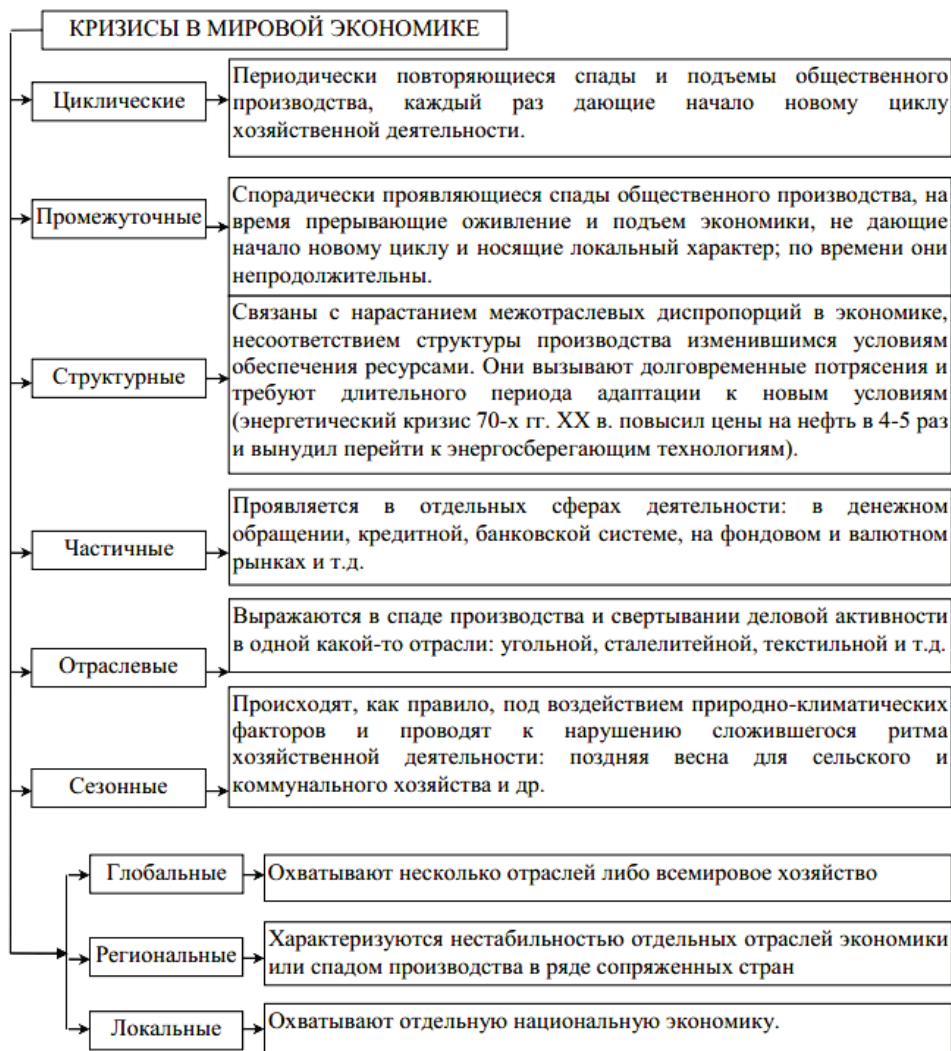 КРИЗИСЫ В МИРОВОЙ ЭКОНОМИКЕ
Циклические
Периодически повторяющиеся спады и подъемы общественного
производства, каждый раз дающие начало новому циклу
хозяйственной деятельности.
Промежуточные
Спорадически проявляющиеся спады общественного производства, на
время прерывающие оживление и подъем экономики, не дающие
начало новому циклу и носящие локальный характер; по времени они
непродолжительны.
Структурные
Связаны с нарастанием межотраслевых диспропорций в экономике,
несоответствием структуры производства изменившимся условиям
обеспечения ресурсами. Они вызывают долговременные потрясения и
требуют длительного периода адаптации к новым условиям
(энергетический кризис 70-х гг. XX в. повысил цены на нефть в 4-5 раз
и вынудил перейти к энергосберегающим технологиям).
Частичные
Проявляется в отдельных сферах деятельности: в денежном
обращении, кредитной, банковской системе, на фондовом и валютном
рынках и т.д.
Отраслевые
Выражаются в спаде производства и свертывании деловой активности
в одной какой-то отрасли: угольной, сталелитейной, текстильной и т.д.
Сезонные
Происходят, как правило, под воздействием природно-климатических
факторов и проводят к нарушению сложившегося ритма
хозяйственной деятельности: поздняя весна для сельского и
коммунального хозяйства и др.
Глобальные
Охватывают несколько отраслей либо всемировое хозяйство
Региональные
Характеризуются нестабильностью отдельных отраслей экономики
или спадом производства в ряде сопряженных стран
Локальные
Охватывают отдельную национальную экономику.